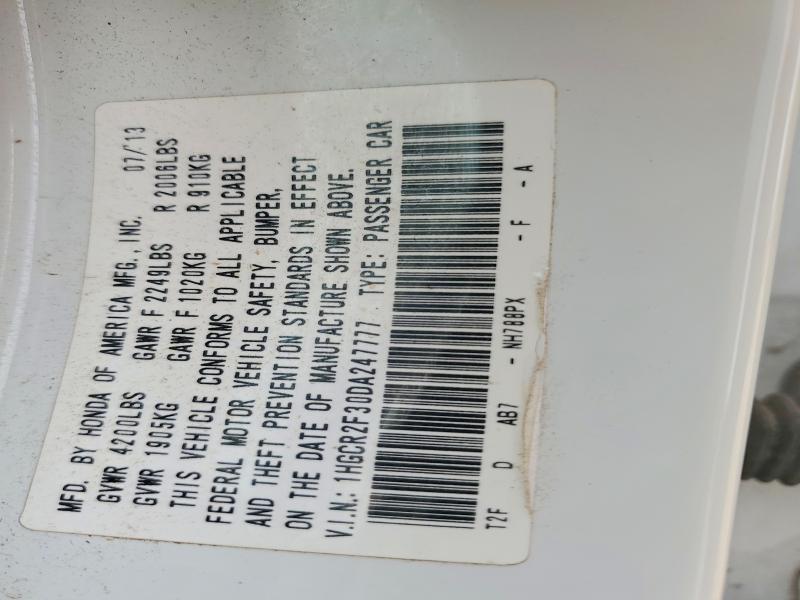 MFD. BY HONDA OF AMERICA MFG., INC. 07/13
GVWR 4200LBS GAWR F 2249LBS R 2006LBS
GVWR 1905KG GAWR F 1020KG R 910KG
THIS VEHICLE CONFORMS TO ALL APPLICABLE
FEDERAL MOTOR VEHICLE SAFETY, BUMPER,
AND THEFT PREVENTION STANDARDS IN EFFECT
ON THE DATE OF MANUFACTURE SHOWN ABOVE.
V.I.N.: 1HGCR2F30DA247777 TYPE: PASSENGER CAR
T2F D AB7 - NH788PX - F - A